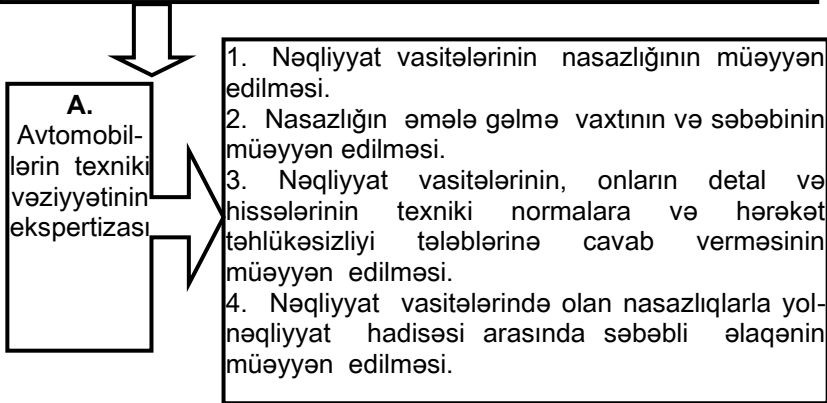 A.
Avtomobil-
lərin texniki
vəziyyətinin
ekspertizası
1. Nəqliyyat vasitələrinin nasazlığının müəyyən
edilməsi.
2. Nasazlığın əmələ gəlmə vaxtının və səbəbinin
müəyyən edilməsi.
3. Nəqliyyat vasitələrinin, onların detal və
hissələrinin texniki normalara və hərəkət
təhlükəsizliyi tələblərinə cavab verməsinin
müəyyən edilməsi.
4. Nəqliyyat vasitələrində olan nasazlıqlarla yol-
nəqliyyat hadisəsi arasında səbəbli əlaqənin
müəyyən edilməsi.